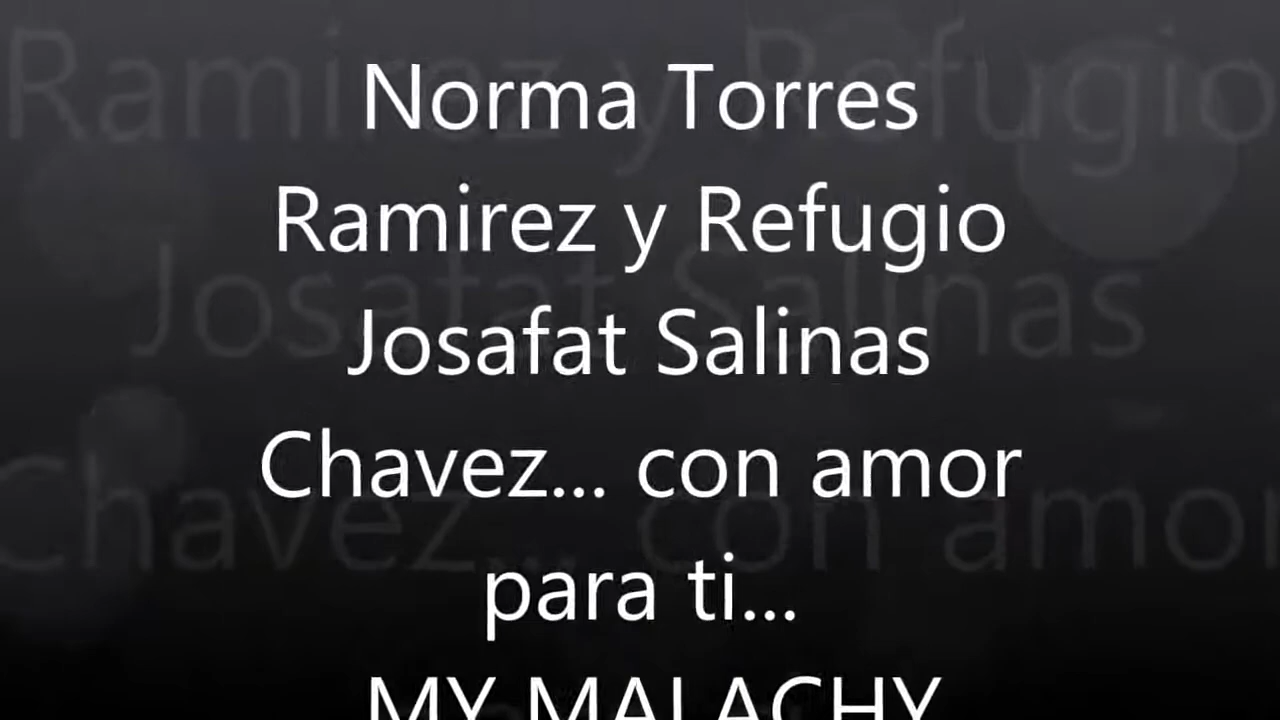 Norma Torres
Ramirez y Refugio
Josafat Salinas
Chavez... con amor
para ti...
MY MALACHY